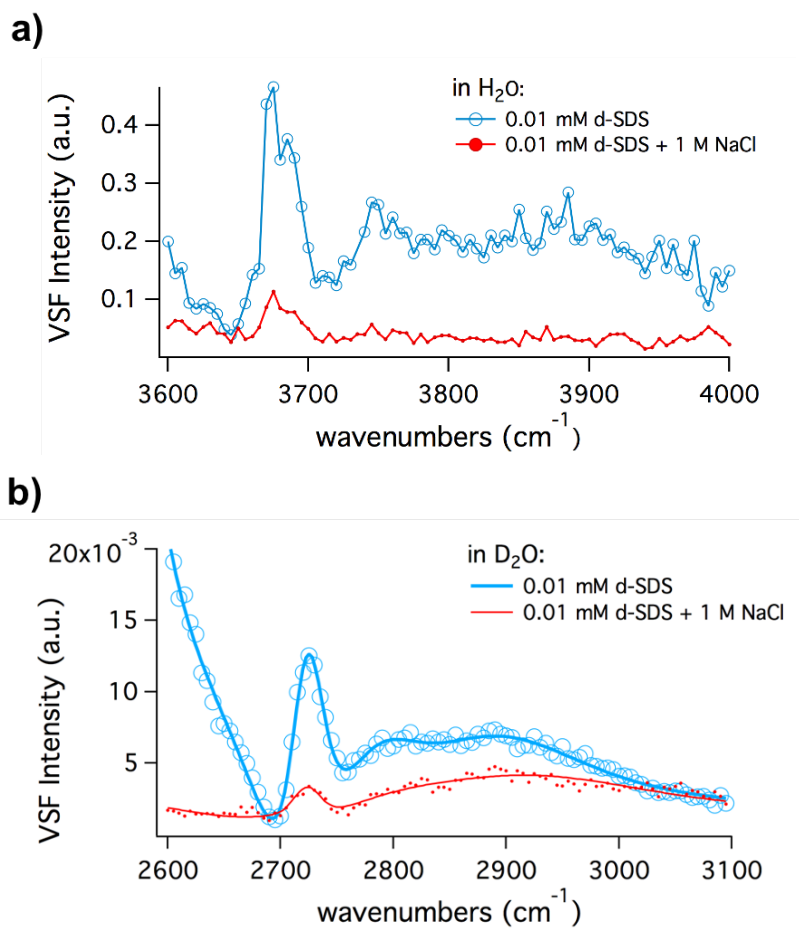 a)
VSF Intensity (a.u.)
0.4
0.3
0.2
0.1
in H₂O:
0.01 mM d-SDS
0.01 mM d-SDS + 1 M NaCl
3600 3700 3800 3900 4000
wavenumbers (cm⁻¹)
b)
VSF Intensity (a.u.)
20x10⁻³
15
10
5
in D₂O:
0.01 mM d-SDS
0.01 mM d-SDS + 1 M NaCl
2600 2700 2800 2900 3000 3100
wavenumbers (cm⁻¹)